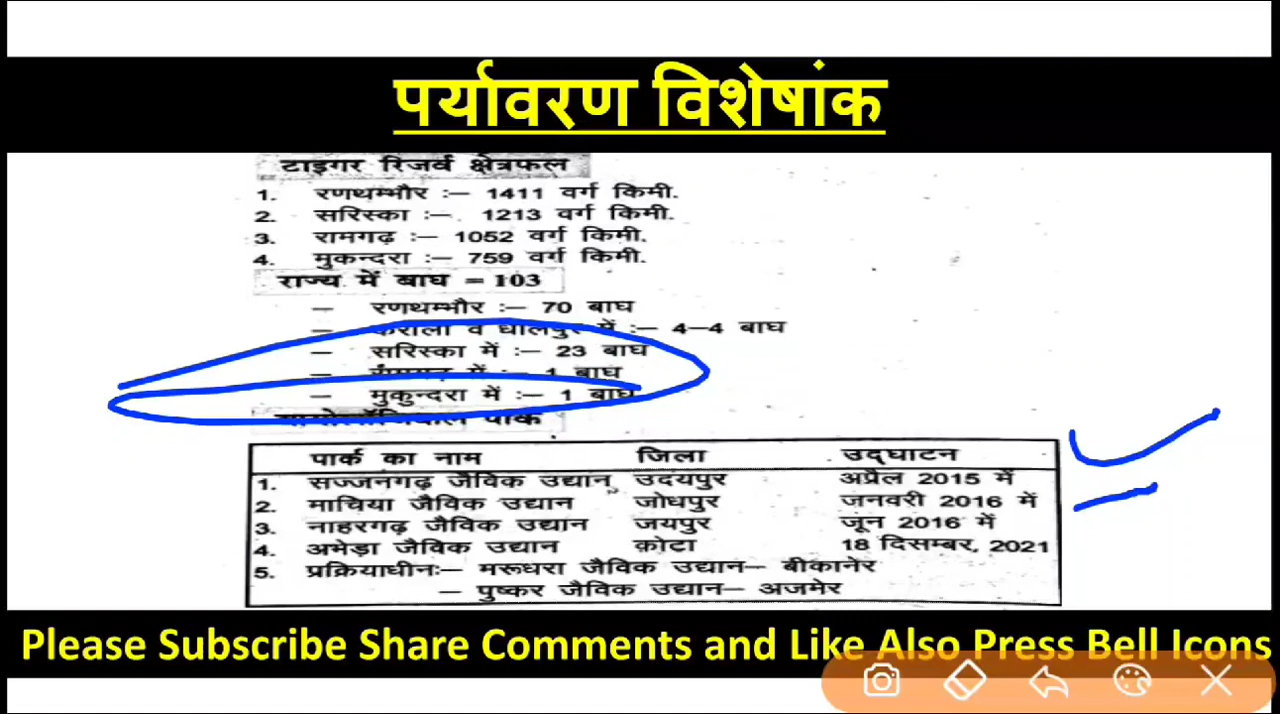 पर्यावरण विशेषांक
टाइगर रिजर्व क्षेत्रफल
1. रणथम्भौर :– 1411 वर्ग किमी.
2. सरिस्का :– 1213 वर्ग किमी.
3. रामगढ़ :– 1052 वर्ग किमी.
4. मुकन्दरा :– 759 वर्ग किमी.
राज्य में बाघ = 103
– रणथम्भौर :– 70 बाघ
– व धौलपुर में :– 4–4 बाघ
– सरिस्का में :– 23 बाघ
– में :– 1 बाघ
– मुकुन्दरा में :– 1 बाघ
पार्क
पार्क का नाम जिला उद्घाटन
1. सज्जनगढ़ जैविक उद्यान उदयपुर अप्रैल 2015 में
2. माचिया जैविक उद्यान जोधपुर जनवरी 2016 में
3. नाहरगढ़ जैविक उद्यान जयपुर जून 2016 में
4. अभेड़ा जैविक उद्यान कोटा 18 दिसम्बर, 2021
5. प्रक्रियाधीनः– मरूधरा जैविक उद्यान– बीकानेर
– पुष्कर जैविक उद्यान– अजमेर
Please Subscribe Share Comments and Like Also Press Bell Icons